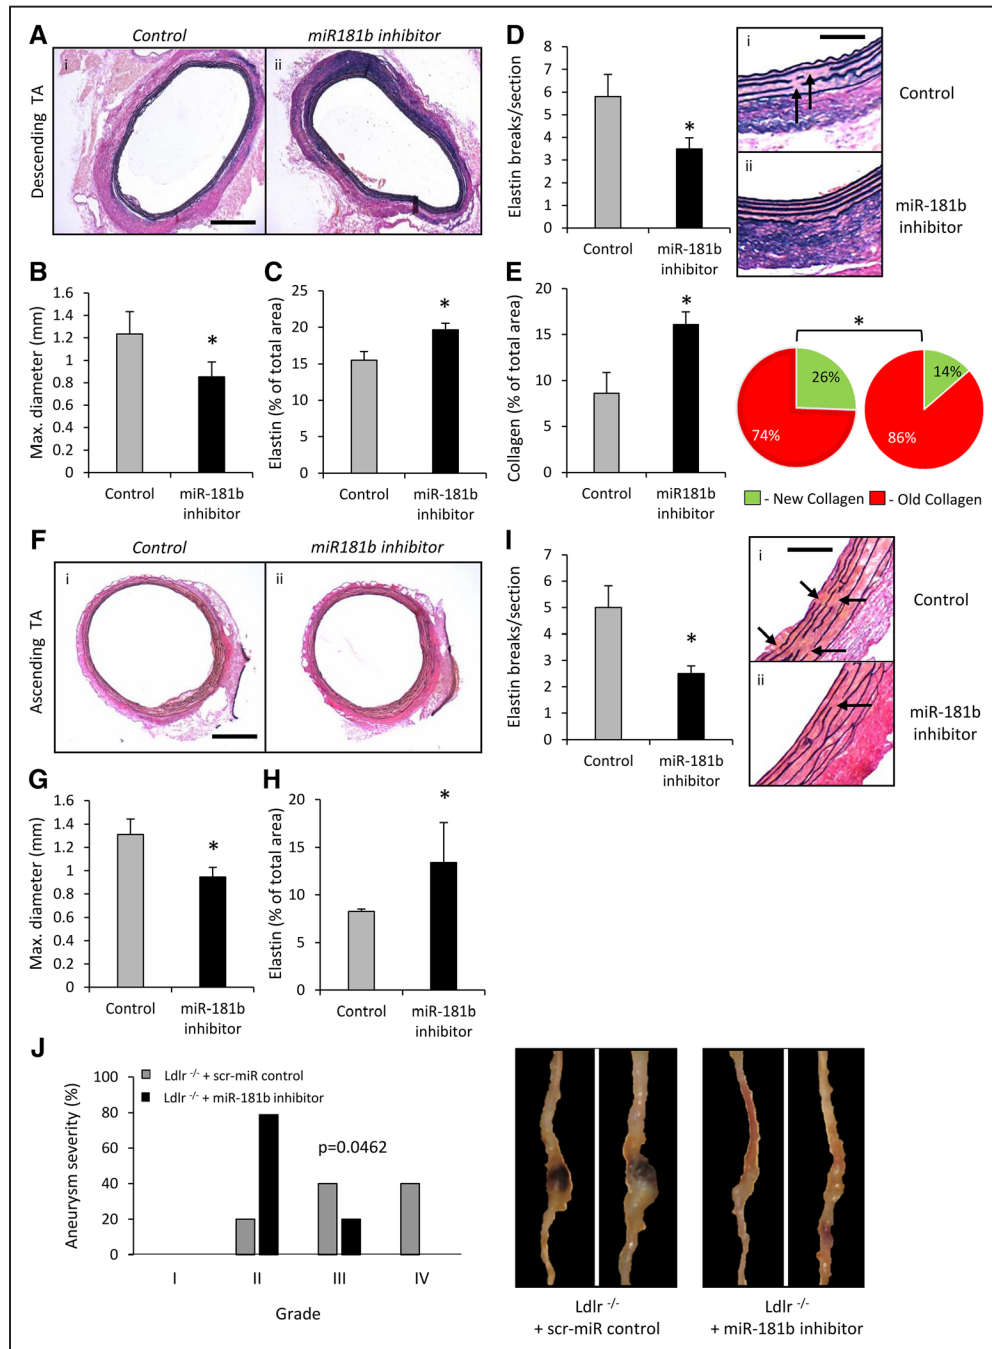 A
Control
miR181b inhibitor
i
ii
Descending TA
B
Max. diameter (mm)
1.6
1.4
1.2
1
0.8
0.6
0.4
0.2
0
*
Control
miR-181b
inhibitor
C
Elastin (% of total area)
25
20
15
10
5
0
*
Control
miR-181b
inhibitor
D
Elastin breaks/section
8
7
6
5
4
3
2
1
0
*
Control
miR-181b
inhibitor
i
Control
ii
miR-181b
inhibitor
E
Collagen (% of total area)
20
15
10
5
0
*
Control
miR181b
inhibitor
*
26%
74%
14%
86%
- New Collagen
- Old Collagen
F
Control
miR181b inhibitor
i
ii
Ascending TA
G
Max. diameter (mm)
1.6
1.4
1.2
1
0.8
0.6
0.4
0.2
0
*
Control
miR-181b
inhibitor
H
Elastin (% of total area)
20
15
10
5
0
*
Control
miR-181b
inhibitor
I
Elastin breaks/section
7
6
5
4
3
2
1
0
*
Control
miR-181b
inhibitor
i
Control
ii
miR-181b
inhibitor
J
Aneurysm severity (%)
100
80
60
40
20
0
Ldlr -/- + scr-miR control
Ldlr -/- + miR-181b inhibitor
p=0.0462
I
II
III
IV
Grade
Ldlr -/-
+ scr-miR control
Ldlr -/-
+ miR-181b inhibitor